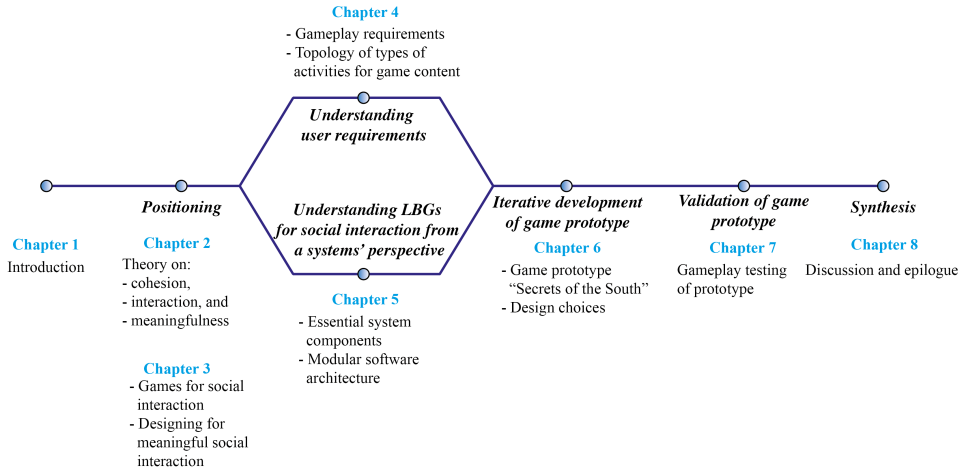 Chapter 4
- Gameplay requirements
- Topology of types of
activities for game content
Understanding
user requirements
Positioning
Understanding LBGs
for social interaction from
a systems’ perspective
Iterative development
of game prototype
Validation of game
prototype
Synthesis
Chapter 1
Introduction
Chapter 2
Theory on:
- cohesion,
- interaction, and
- meaningfulness
Chapter 3
- Games for social
interaction
- Designing for
meaningful social
interaction
Chapter 5
- Essential system
components
- Modular software
architecture
Chapter 6
- Game prototype
“Secrets of the South”
- Design choices
Chapter 7
Gameplay testing
of prototype
Chapter 8
Discussion and epilogue